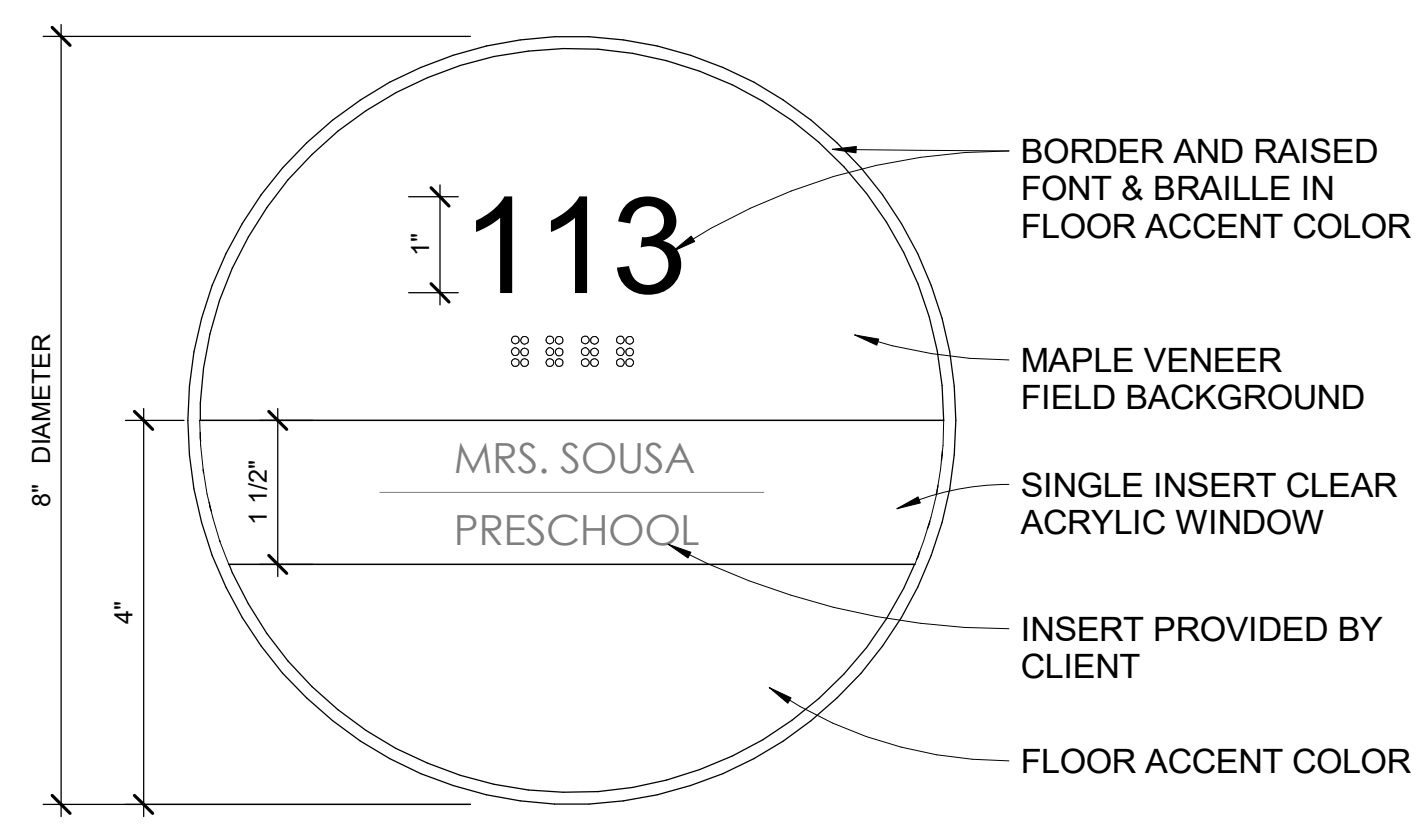 BORDER AND RAISED
FONT & BRAILLE IN
FLOOR ACCENT COLOR
113
1"
MAPLE VENEER
FIELD BACKGROUND
8" DIAMETER
MRS. SOUSA
PRESCHOOL
1 1/2"
SINGLE INSERT CLEAR
ACRYLIC WINDOW
4"
INSERT PROVIDED BY
CLIENT
FLOOR ACCENT COLOR